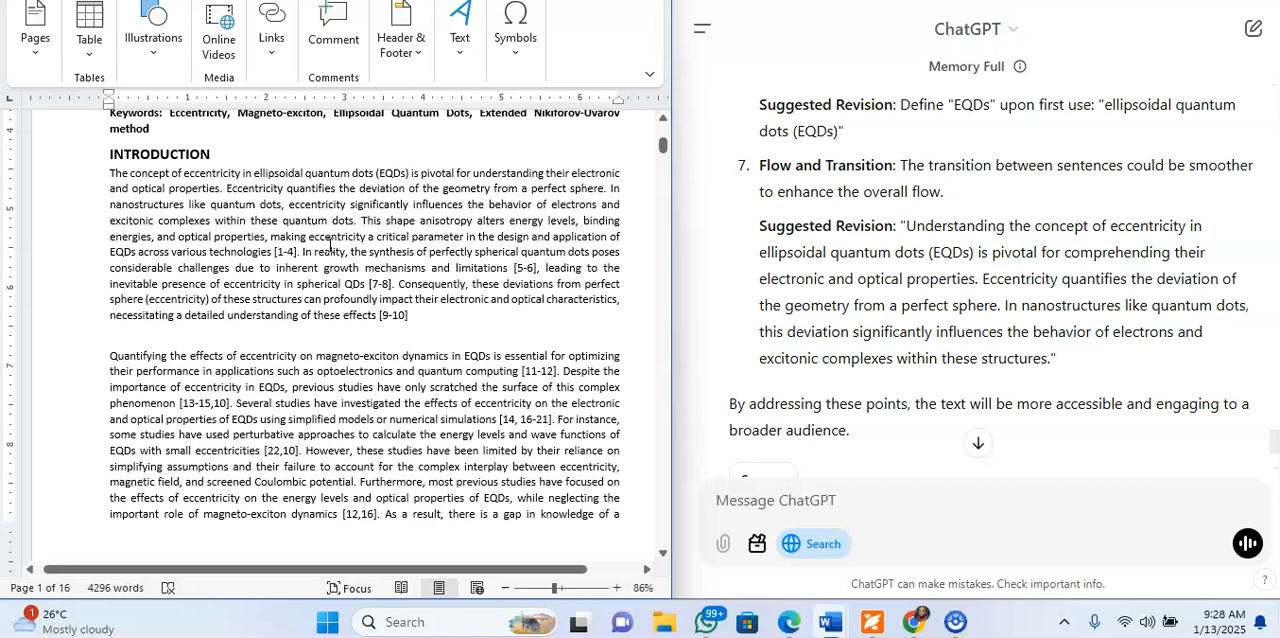 Pages
Table
Illustrations
Online Videos
Links
Comment
Header & Footer
Text
Symbols
Tables
Media
Comments
1
2
3
4
5
6
4
5
6
7
8
Keywords: Eccentricity, Magneto-exciton, Ellipsoidal Quantum Dots, Extended Nikiforov-Uvarov
method
INTRODUCTION
The concept of eccentricity in ellipsoidal quantum dots (EQDs) is pivotal for understanding their electronic
and optical properties. Eccentricity quantifies the deviation of the geometry from a perfect sphere. In
nanostructures like quantum dots, eccentricity significantly influences the behavior of electrons and
excitonic complexes within these quantum dots. This shape anisotropy alters energy levels, binding
energies, and optical properties, making eccentricity a critical parameter in the design and application of
EQDs across various technologies [1-4]. In reality, the synthesis of perfectly spherical quantum dots poses
considerable challenges due to inherent growth mechanisms and limitations [5-6], leading to the
inevitable presence of eccentricity in spherical QDs [7-8]. Consequently, these deviations from perfect
sphere (eccentricity) of these structures can profoundly impact their electronic and optical characteristics,
necessitating a detailed understanding of these effects [9-10]
Quantifying the effects of eccentricity on magneto-exciton dynamics in EQDs is essential for optimizing
their performance in applications such as optoelectronics and quantum computing [11-12]. Despite the
importance of eccentricity in EQDs, previous studies have only scratched the surface of this complex
phenomenon [13-15,10]. Several studies have investigated the effects of eccentricity on the electronic
and optical properties of EQDs using simplified models or numerical simulations [14, 16-21]. For instance,
some studies have used perturbative approaches to calculate the energy levels and wave functions of
EQDs with small eccentricities [22,10]. However, these studies have been limited by their reliance on
simplifying assumptions and their failure to account for the complex interplay between eccentricity,
magnetic field, and screened Coulombic potential. Furthermore, most previous studies have focused on
the effects of eccentricity on the energy levels and optical properties of EQDs, while neglecting the
important role of magneto-exciton dynamics [12,16]. As a result, there is a gap in knowledge of a
Page 1 of 16
4296 words
Focus
86%
ChatGPT
Memory Full
Suggested Revision: Define "EQDs" upon first use: "ellipsoidal quantum
dots (EQDs)"
7. Flow and Transition: The transition between sentences could be smoother
to enhance the overall flow.
Suggested Revision: "Understanding the concept of eccentricity in
ellipsoidal quantum dots (EQDs) is pivotal for comprehending their
electronic and optical properties. Eccentricity quantifies the deviation of
the geometry from a perfect sphere. In nanostructures like quantum dots,
this deviation significantly influences the behavior of electrons and
excitonic complexes within these structures."
By addressing these points, the text will be more accessible and engaging to a
broader audience.
Message ChatGPT
Search
ChatGPT can make mistakes. Check important info.
?
1
26°C
Mostly cloudy
Search
99+
9:28 AM
1/13/2025